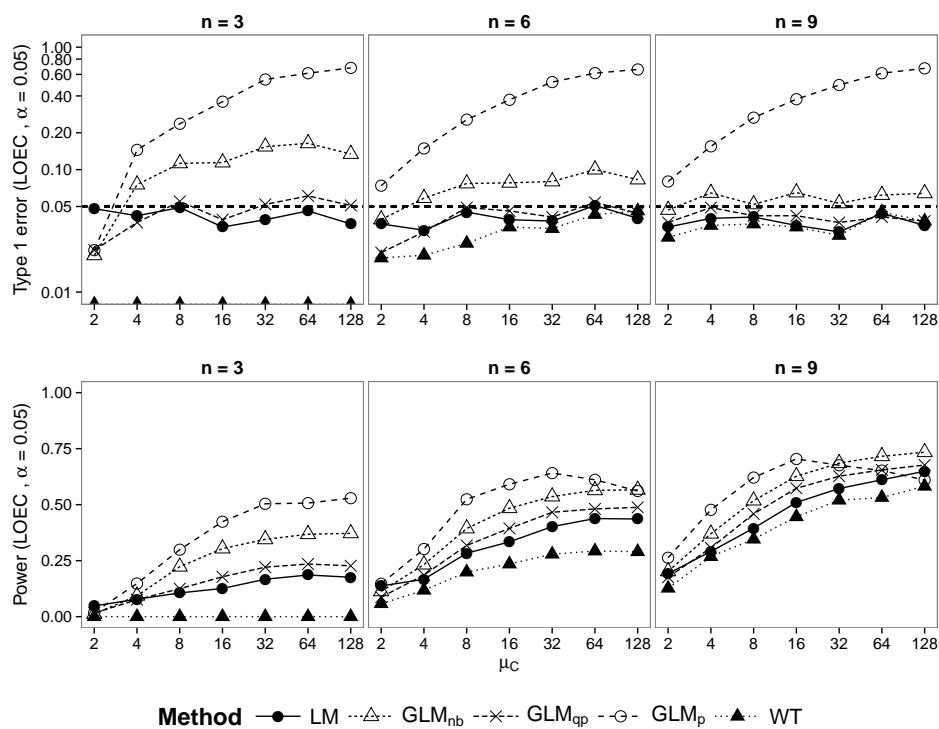 n = 3 n = 6 n = 9
Type 1 error (LOEC , α = 0.05)
1.00
0.80
0.60
0.40
0.20
0.10
0.05
0.01
2 4 8 16 32 64 128 2 4 8 16 32 64 128 2 4 8 16 32 64 128
n = 3 n = 6 n = 9
Power (LOEC , α = 0.05)
1.00
0.75
0.50
0.25
0.00
2 4 8 16 32 64 128 2 4 8 16 32 64 128 2 4 8 16 32 64 128
μC
Method LM GLMnb GLMqp GLMp WT